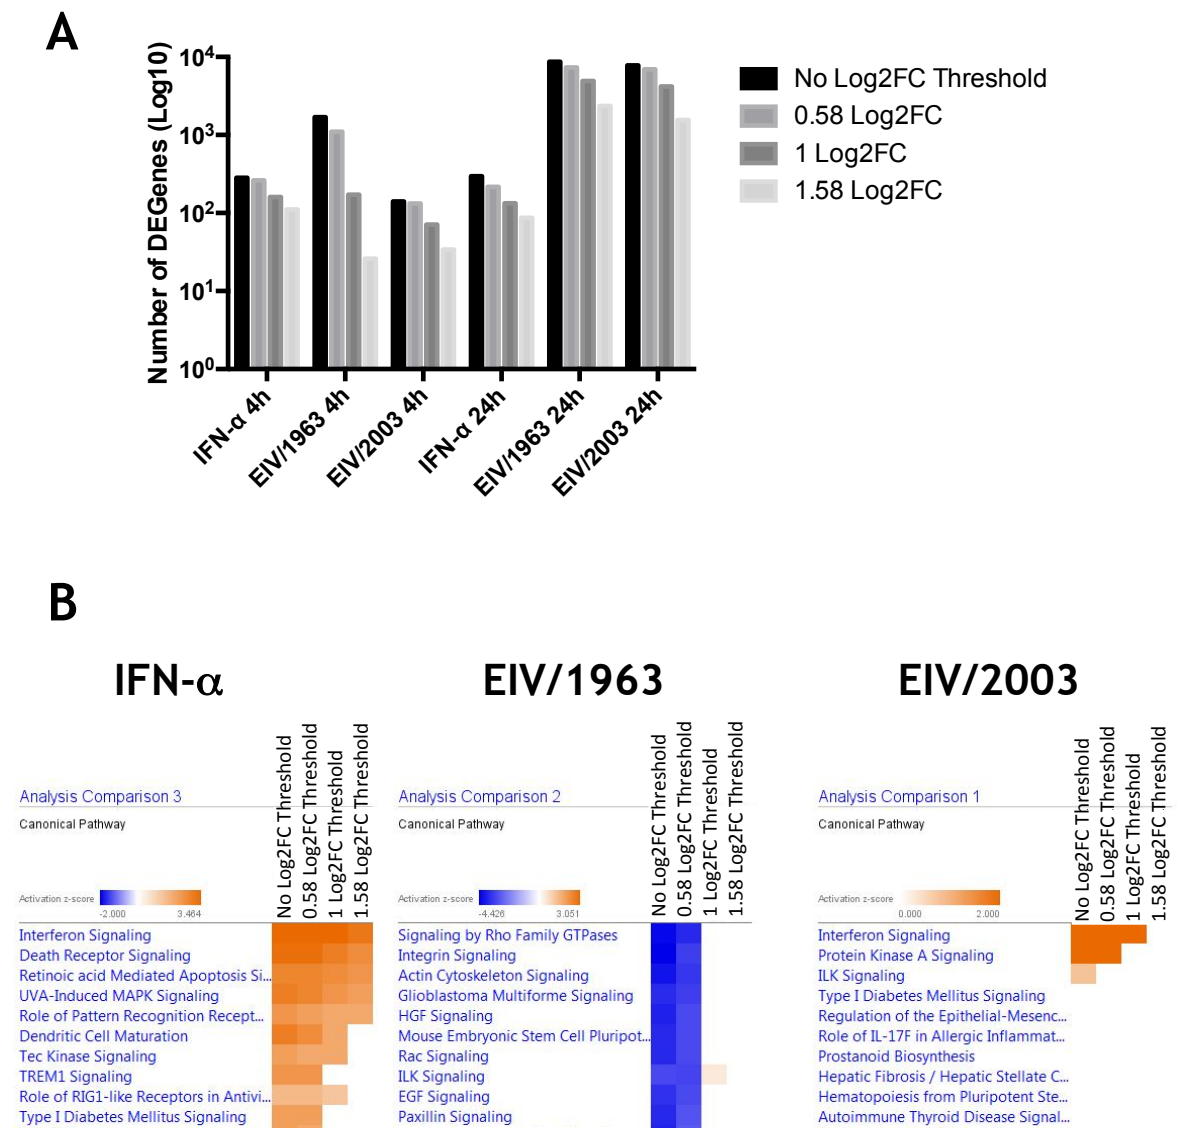 A
Number of DEGenes (Log10)
10^4
10^3
10^2
10^1
10^0
IFN-α 4h
EIV/1963 4h
EIV/2003 4h
IFN-α 24h
EIV/1963 24h
EIV/2003 24h
No Log2FC Threshold
0.58 Log2FC
1 Log2FC
1.58 Log2FC
B
IFN-α
Analysis Comparison 3
Canonical Pathway
Activation z-score
-2.000 3.464
No Log2FC Threshold
0.58 Log2FC Threshold
1 Log2FC Threshold
1.58 Log2FC Threshold
Interferon Signaling
Death Receptor Signaling
Retinoic acid Mediated Apoptosis Si...
UVA-Induced MAPK Signaling
Role of Pattern Recognition Recept...
Dendritic Cell Maturation
Tec Kinase Signaling
TREM1 Signaling
Role of RIG1-like Receptors in Antivi...
Type I Diabetes Mellitus Signaling
EIV/1963
Analysis Comparison 2
Canonical Pathway
Activation z-score
-4.426 3.051
No Log2FC Threshold
0.58 Log2FC Threshold
1 Log2FC Threshold
1.58 Log2FC Threshold
Signaling by Rho Family GTPases
Integrin Signaling
Actin Cytoskeleton Signaling
Glioblastoma Multiforme Signaling
HGF Signaling
Mouse Embryonic Stem Cell Pluripot...
Rac Signaling
ILK Signaling
EGF Signaling
Paxillin Signaling
EIV/2003
Analysis Comparison 1
Canonical Pathway
Activation z-score
0.000 2.000
No Log2FC Threshold
0.58 Log2FC Threshold
1 Log2FC Threshold
1.58 Log2FC Threshold
Interferon Signaling
Protein Kinase A Signaling
ILK Signaling
Type I Diabetes Mellitus Signaling
Regulation of the Epithelial-Mesenc...
Role of IL-17F in Allergic Inflammat...
Prostanoid Biosynthesis
Hepatic Fibrosis / Hepatic Stellate C...
Hematopoiesis from Pluripotent Ste...
Autoimmune Thyroid Disease Signal...